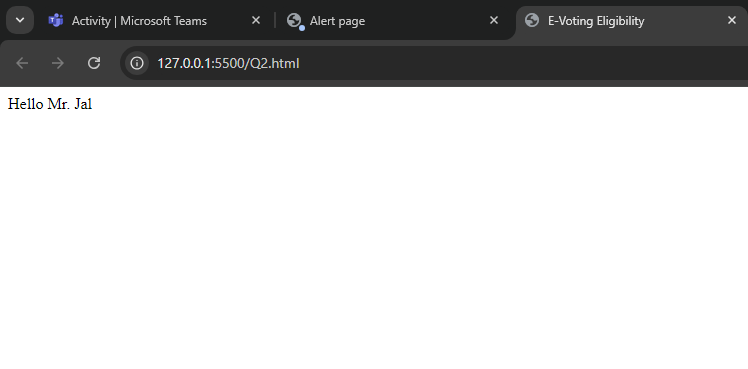 Activity | Microsoft Teams
Alert page
E-Voting Eligibility
127.0.0.1:5500/Q2.html
Hello Mr. Jal